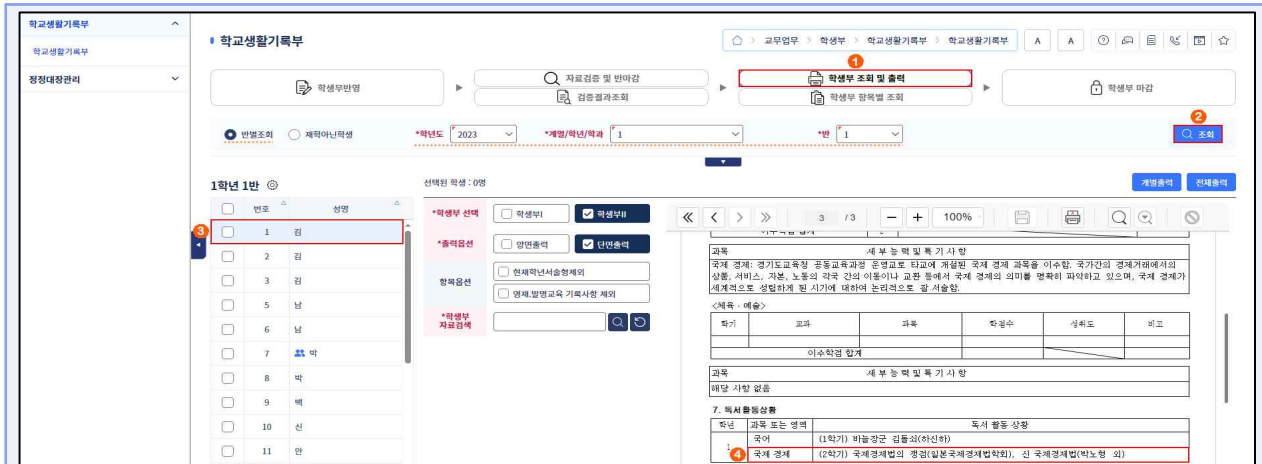 학교생활기록부
학교생활기록부
정정대장관리
학교생활기록부
교무업무 > 학생부 > 학교생활기록부 > 학교생활기록부
A A
1
학생부반영
자료검증 및 반마감
검증결과조회
학생부 조회 및 출력
학생부 항목별 조회
학생부 마감
2
반별조회 재학아닌학생 *학년도 2023 *계열/학년/학과 1 *반 1 조회
1학년 1반
선택된 학생 : 0명
개별출력 전체출력
번호 성명
3
1 김
2 김
3 김
5 남
6 남
7 박
8 박
9 백
10 신
11 안
*학생부 선택 학생부I 학생부II
*출력옵션 양면출력 단면출력
항목옵션 현재학년서술형제외
영재.발명교육 기록사항 제외
*학생부
자료검색
3 / 3 100%
이수학점 합계 2
과목 세 부 능 력 및 특 기 사 항
국제 경제: 경기도교육청 공동교육과정 운영교로 타교에 개설된 국제 경제 과목을 이수함. 국가간의 경제거래에서의
상품, 서비스, 자본, 노동의 각국 간의 이동이나 교환 등에서 국제 경제의 의미를 명확히 파악하고 있으며, 국제 경제가
세계적으로 성립하게 된 시기에 대하여 논리적으로 잘 서술함.
<체육ㆍ예술>
학기 교과 과목 학점수 성취도 비고
이수학점 합계
과목 세 부 능 력 및 특 기 사 항
해당 사항 없음
7. 독서활동상황
학년 과목 또는 영역 독서 활동 상황
1
국어 (1학기) 바늘장군 김돌쇠(하신하)
4
국제 경제 (2학기) 국제경제법의 쟁점(일본국제경제법학회), 신 국제경제법(박노형 외)